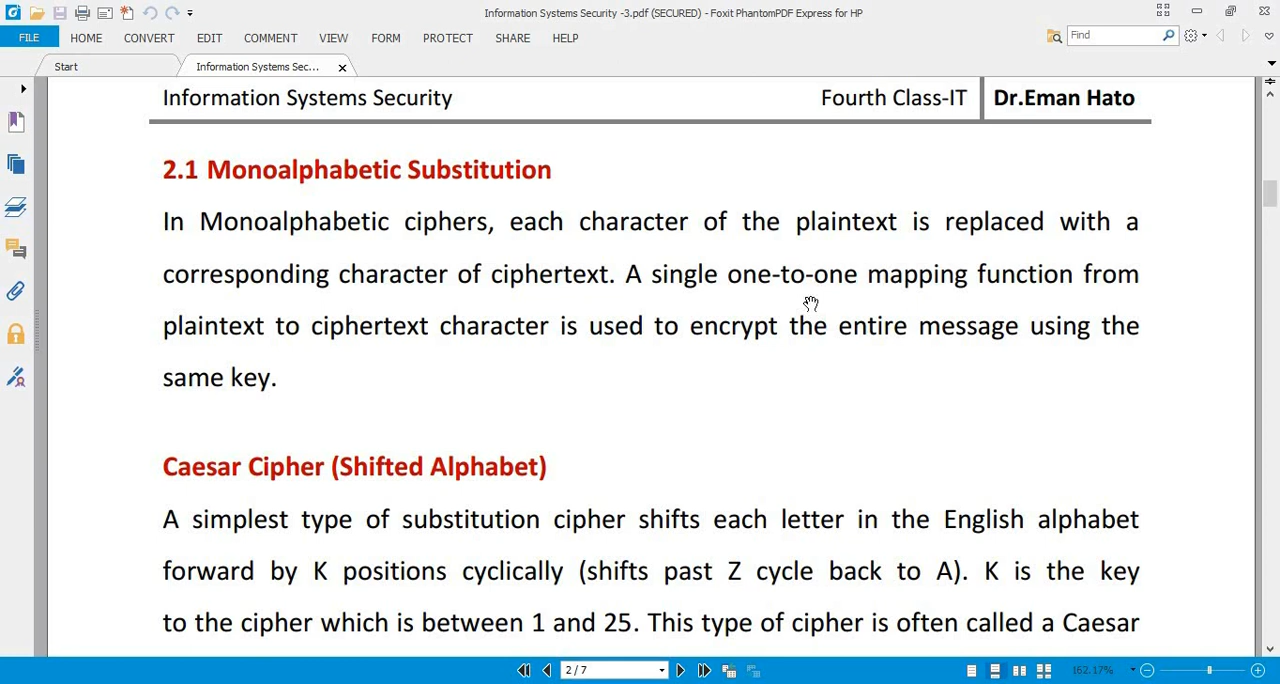 Information Systems Security -3.pdf (SECURED) - Foxit PhantomPDF Express for HP
FILE HOME CONVERT EDIT COMMENT VIEW FORM PROTECT SHARE HELP Find
Start Information Systems Sec...
Information Systems Security Fourth Class-IT Dr.Eman Hato
2.1 Monoalphabetic Substitution
In Monoalphabetic ciphers, each character of the plaintext is replaced with a
corresponding character of ciphertext. A single one-to-one mapping function from
plaintext to ciphertext character is used to encrypt the entire message using the
same key.
Caesar Cipher (Shifted Alphabet)
A simplest type of substitution cipher shifts each letter in the English alphabet
forward by K positions cyclically (shifts past Z cycle back to A). K is the key
to the cipher which is between 1 and 25. This type of cipher is often called a Caesar
2 / 7 162.17%